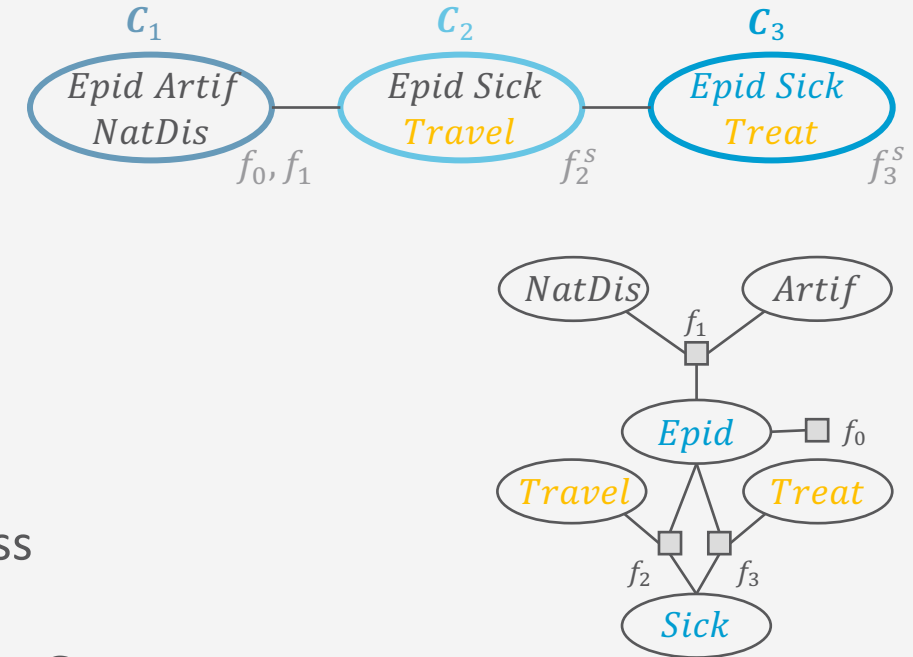 C₁ C₂ C₃
Epid Artif Epid Sick Epid Sick
NatDis Travel Treat
f₀, f₁ f₂ˢ f₃ˢ
NatDis Artif
f₁
Epid f₀
Travel Treat
ss
f₂ f₃
Sick